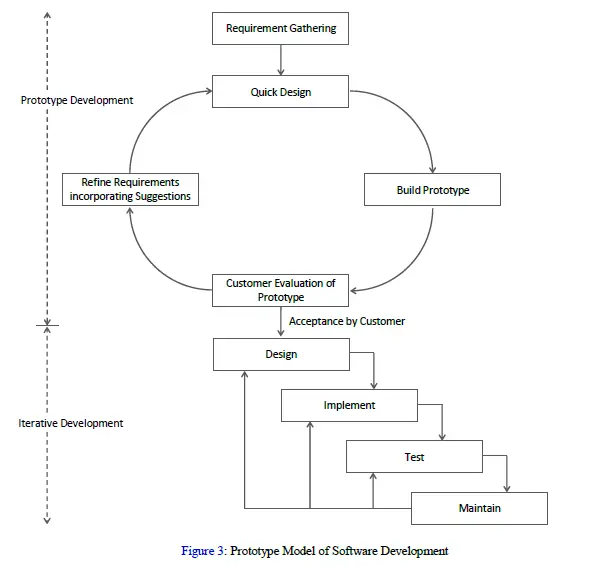 Requirement Gathering
Quick Design
Prototype Development
Refine Requirements
incorporating Suggestions
Build Prototype
Customer Evaluation of
Prototype
Acceptance by Customer
Design
Implement
Iterative Development
Test
Maintain
Figure 3: Prototype Model of Software Development